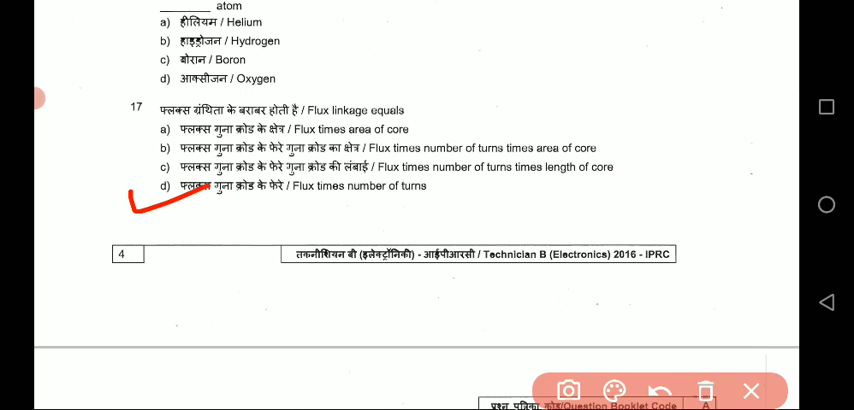 ________ atom
a) हीलियम / Helium
b) हाइड्रोजन / Hydrogen
c) बोरान / Boron
d) आक्सीजन / Oxygen
17 फ्लक्स ग्रंथिता के बराबर होती है / Flux linkage equals
a) फ्लक्स गुना क्रोड के क्षेत्र / Flux times area of core
b) फ्लक्स गुना क्रोड के फेरे गुना क्रोड का क्षेत्र / Flux times number of turns times area of core
c) फ्लक्स गुना क्रोड के फेरे गुना क्रोड की लंबाई / Flux times number of turns times length of core
d) फ्लक्स गुना क्रोड के फेरे / Flux times number of turns
4 तकनीशियन बी (इलेक्ट्रॉनिकी) - आईपीआरसी / Technician B (Electronics) 2016 - IPRC
प्रश्न पुस्तिका कोड/Question Booklet Code A